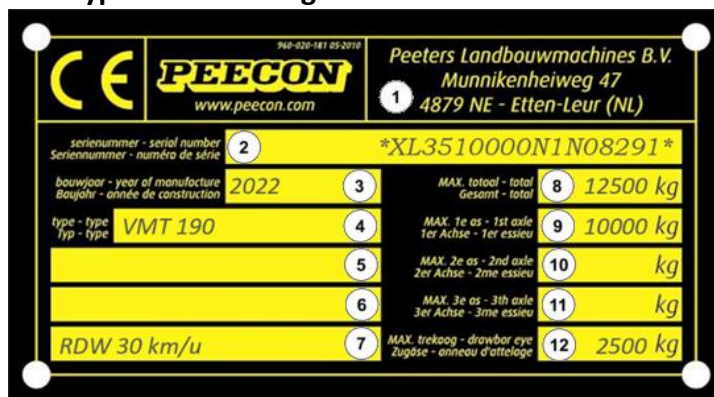 960-020-181 05-2010
CE PEECON
www.peecon.com
Peeters Landbouwmachines B.V.
Munnikenheiweg 47
1 4879 NE - Etten-Leur (NL)
serienummer - serial number
Seriennummer - numéro de série
2 *XL3510000N1N08291*
bouwjaar - year of manufacture
Baujahr - année de construction
2022 3
type - type
Typ - type
VMT 190 4
5
6
RDW 30 km/u 7
MAX. totaal - total
Gesamt - total
8 12500 kg
MAX. 1e as - 1st axle
1er Achse - 1er essieu
9 10000 kg
MAX. 2e as - 2nd axle
2er Achse - 2me essieu
10 kg
MAX. 3e as - 3th axle
3er Achse - 3me essieu
11 kg
MAX. trekoog - drawbar eye
Zugöse - anneau d'attelage
12 2500 kg